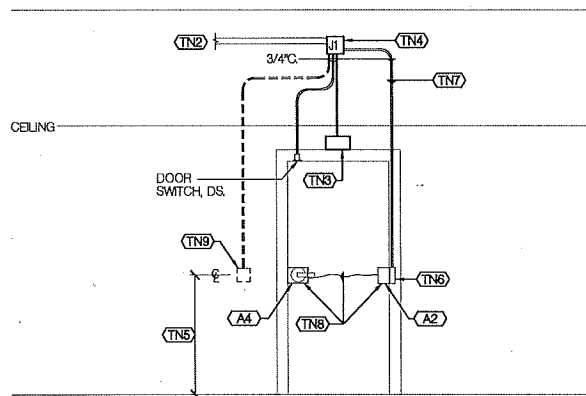 TN2
J1
TN4
3/4"C.
TN7
CEILING
DOOR
SWITCH, DS.
TN3
TN9
℄
TN6
A4
TN8
A2
TN5